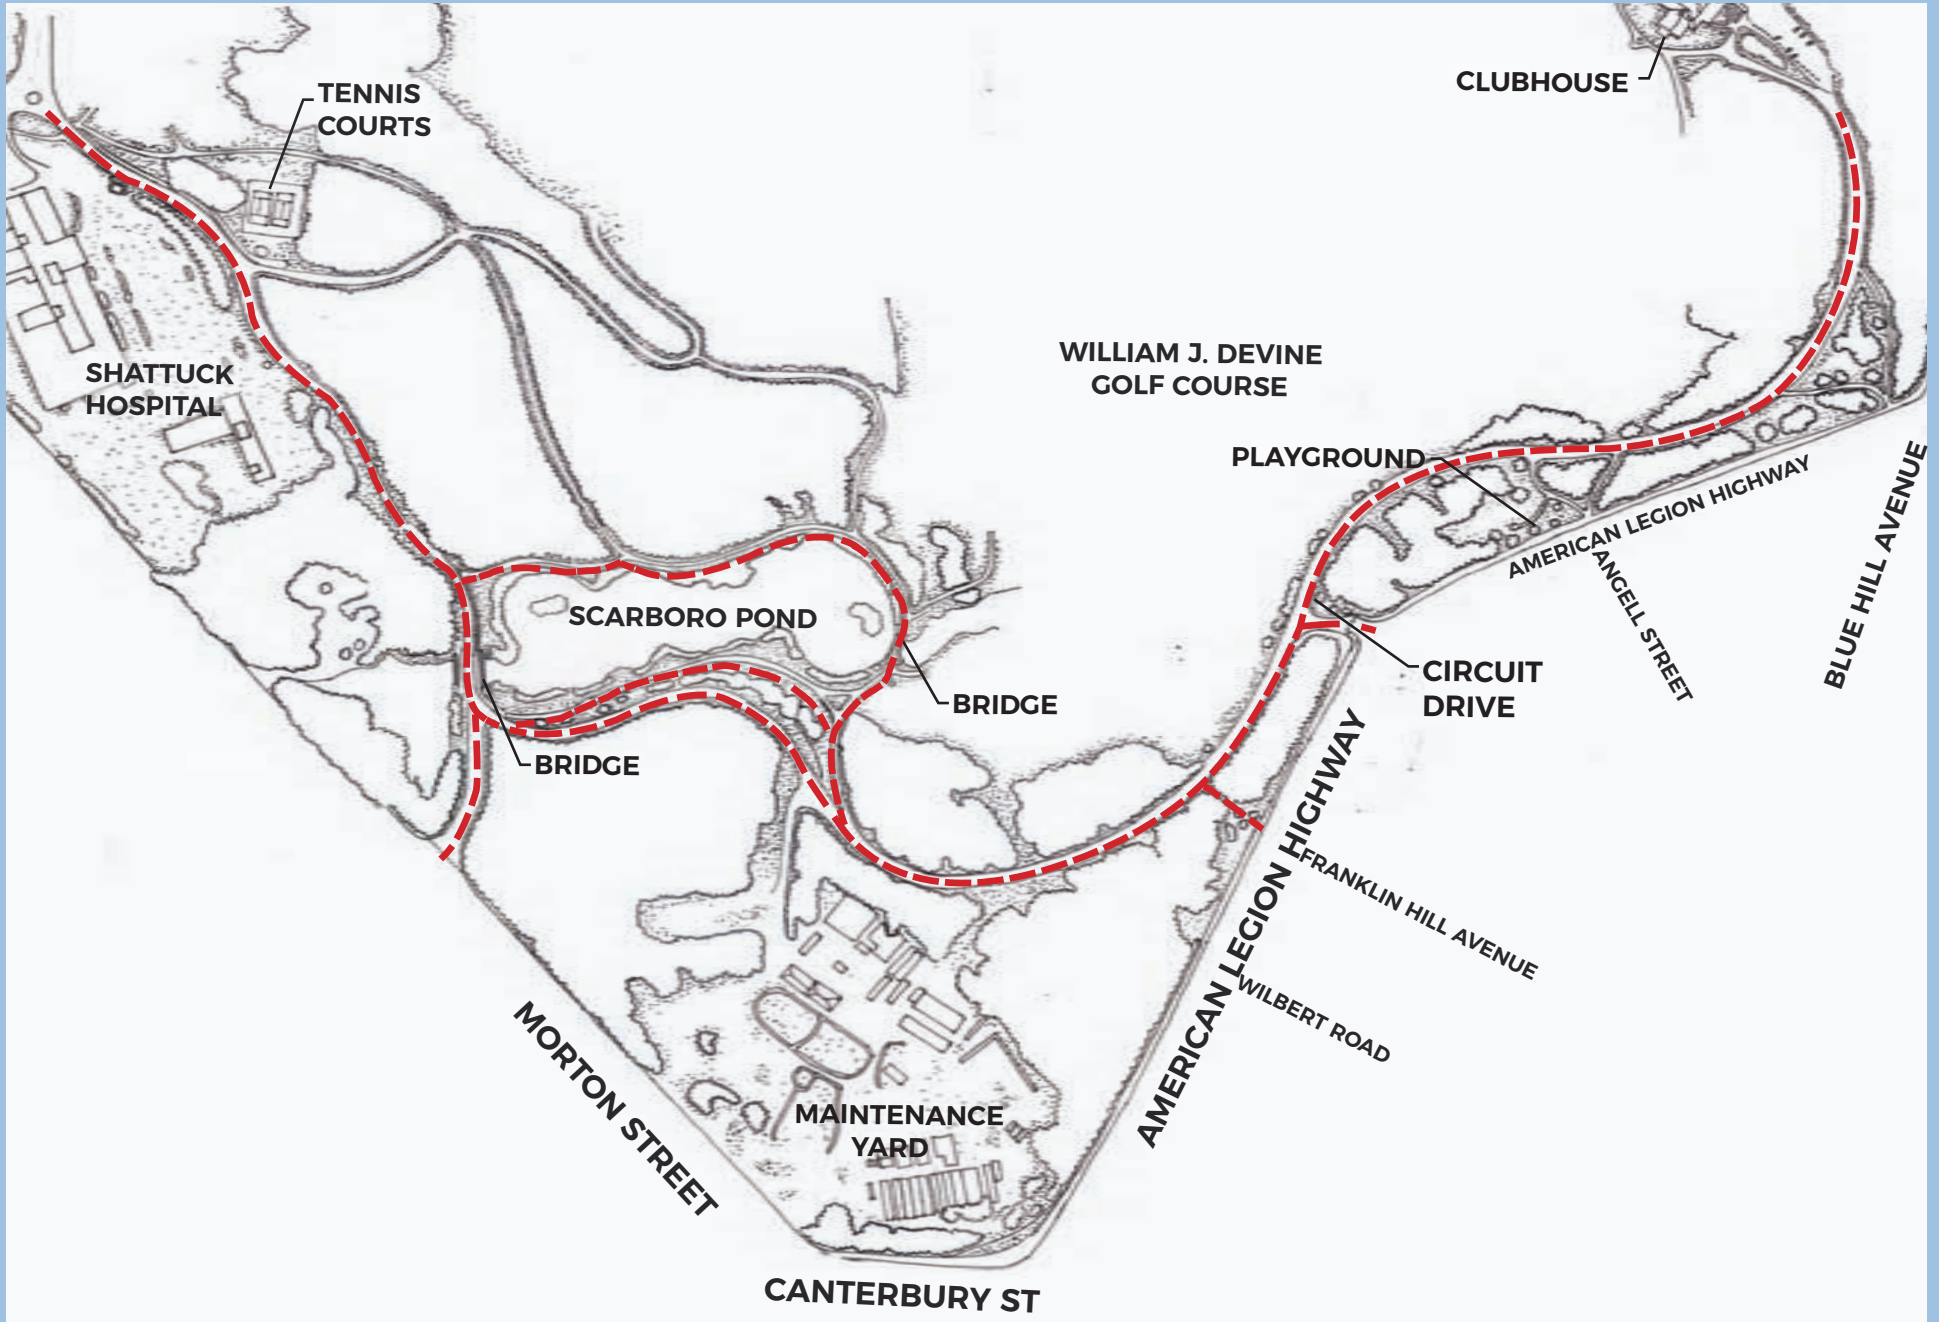 CLUBHOUSE
TENNIS
COURTS
WILLIAM J. DEVINE
GOLF COURSE
SHATTUCK
HOSPITAL
PLAYGROUND
AMERICAN LEGION HIGHWAY
BLUE HILL AVENUE
ANGELL STREET
SCARBORO POND
CIRCUIT
DRIVE
BRIDGE
BRIDGE
AMERICAN LEGION HIGHWAY
FRANKLIN HILL AVENUE
WILBERT ROAD
MORTON STREET
MAINTENANCE
YARD
CANTERBURY ST